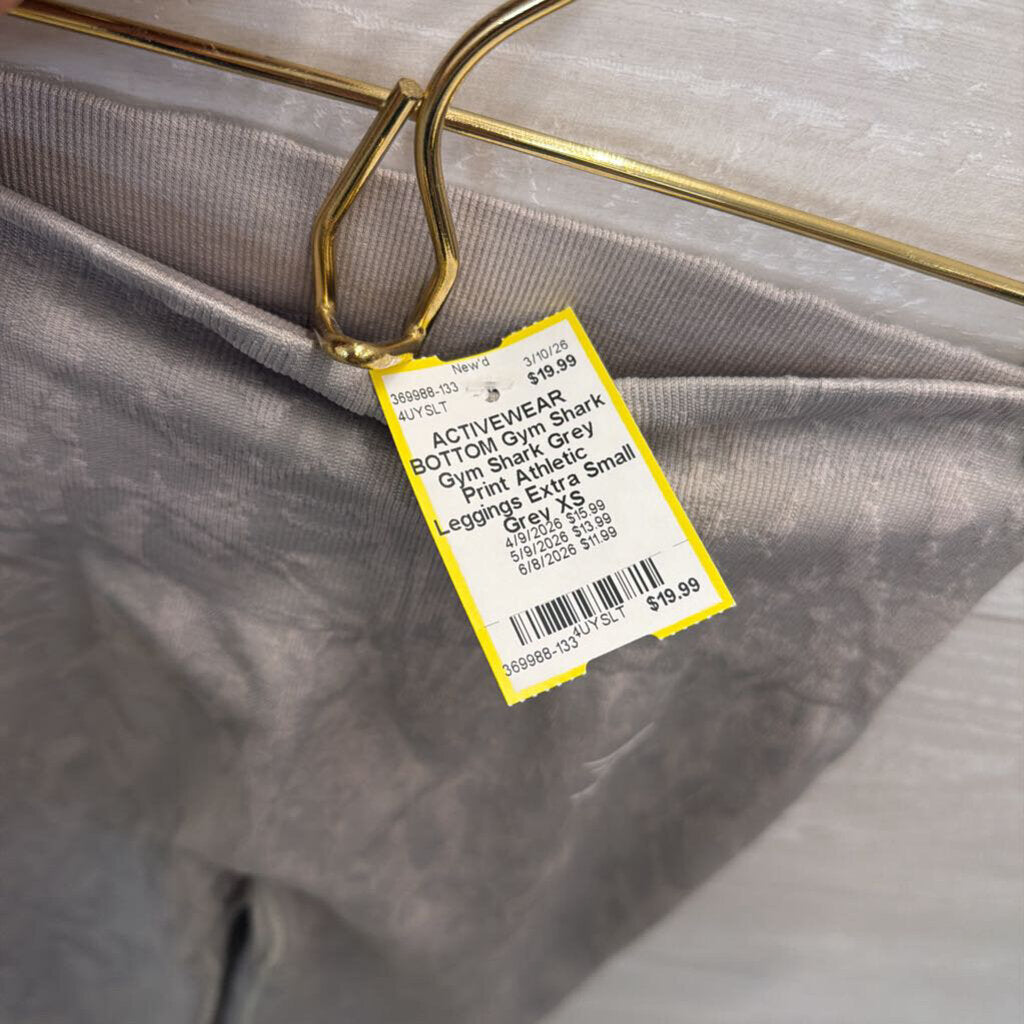 New'd 3/10/26
369988-133 $19.99
4UYSLT
ACTIVEWEAR
BOTTOM Gym Shark
Gym Shark Grey
Print Athletic
Leggings Extra Small
Grey XS
4/9/2026 $15.99
5/9/2026 $13.99
6/8/2026 $11.99
369988-133 4UYSLT $19.99